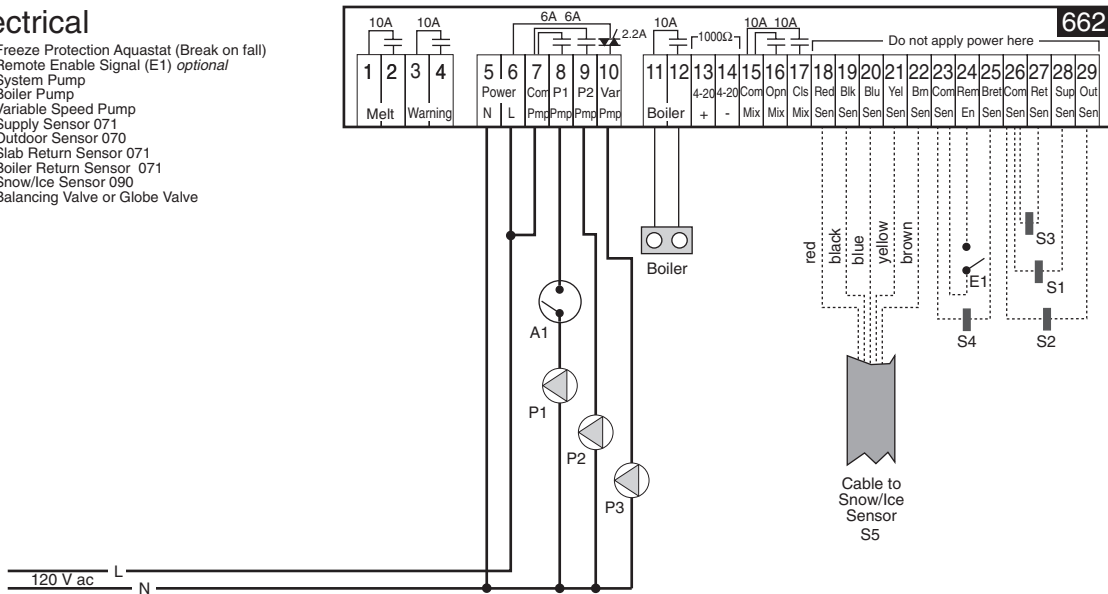 ectrical
Freeze Protection Aquastat (Break on fall)
Remote Enable Signal (E1) optional
System Pump
Boiler Pump
Variable Speed Pump
Supply Sensor 071
Outdoor Sensor 070
Slab Return Sensor 071
Boiler Return Sensor 071
Snow/Ice Sensor 090
Balancing Valve or Globe Valve
662
10A 10A 6A 6A 2.2A 10A 1000Ω 10A 10A Do not apply power here
1 2 3 4 5 6 7 8 9 10 11 12 13 14 15 16 17 18 19 20 21 22 23 24 25 26 27 28 29
Power Com P1 P2 Var 4-20 4-20 Com Opn Cls Red Blk Blu Yel Brn Com Rem Bret Com Ret Sup Out
Melt Warning N L Pmp Pmp Pmp Pmp Boiler + - Mix Mix Mix Sen Sen Sen Sen Sen Sen En Sen Sen Sen Sen Sen
red
black
blue
yellow
brown
Boiler
S3
E1
S1
A1
S4
S2
P1
P2
P3
Cable to
Snow/Ice
Sensor
S5
L
120 V ac
N